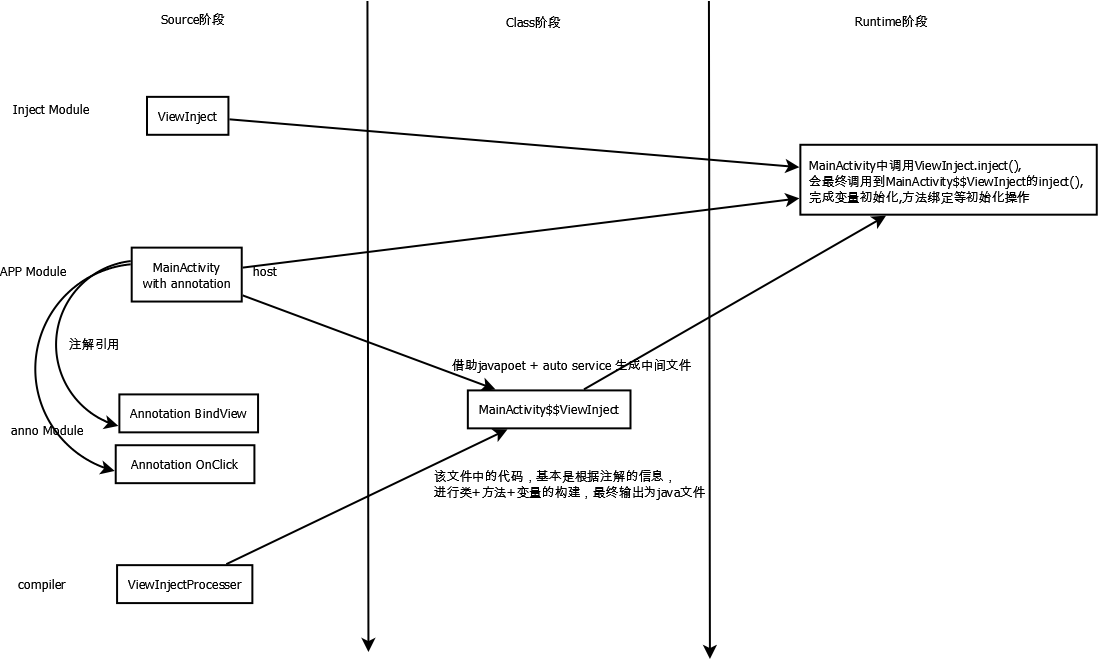 Source阶段
Class阶段
Runtime阶段
Inject Module
ViewInject
MainActivity中调用ViewInject.inject(),
会最终调用到MainActivity$$ViewInject的inject(),
完成变量初始化,方法绑定等初始化操作
APP Module
MainActivity
with annotation
host
注解引用
借助javapoet + auto service 生成中间文件
MainActivity$$ViewInject
Annotation BindView
anno Module
Annotation OnClick
该文件中的代码，基本是根据注解的信息，
进行类+方法+变量的构建，最终输出为java文件
compiler
ViewInjectProcesser